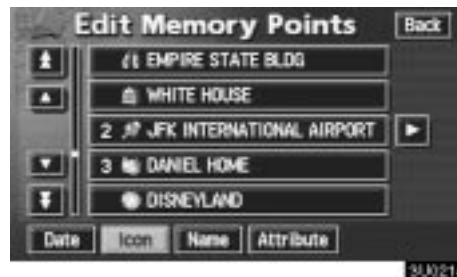 Edit Memory Points
Back
EMPIRE STATE BLDG
WHITE HOUSE
2 JFK INTERNATIONAL AIRPORT
3 DANIEL HOME
DISNEYLAND
Date Icon Name Attribute
3U021